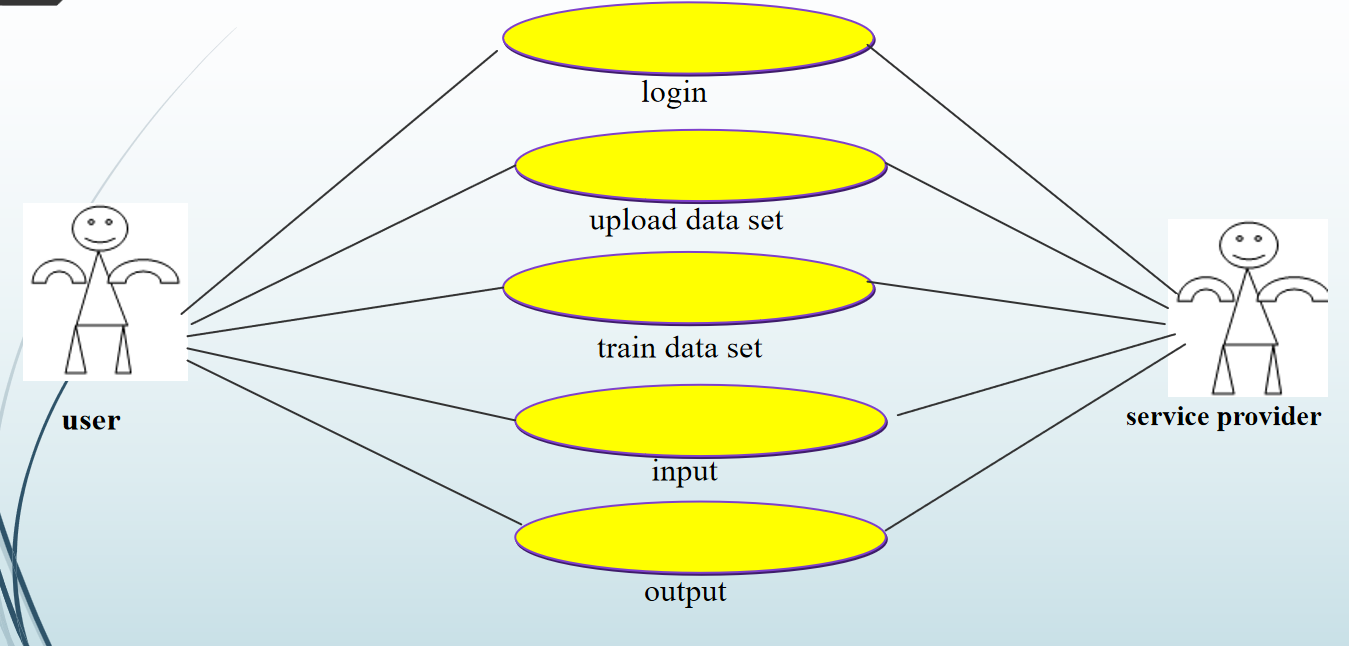 login
upload data set
train data set
user
service provider
input
output